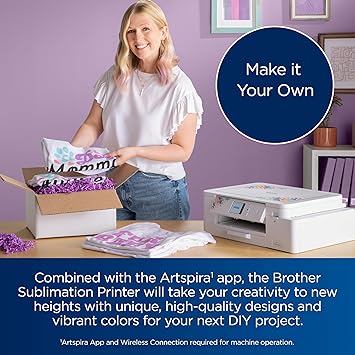 Make it
Your Own
Mommy
Combined with the Artspira¹ app, the Brother
Sublimation Printer will take your creativity to new
heights with unique, high-quality designs and
vibrant colors for your next DIY project.
¹Artspira App and Wireless Connection required for machine operation.